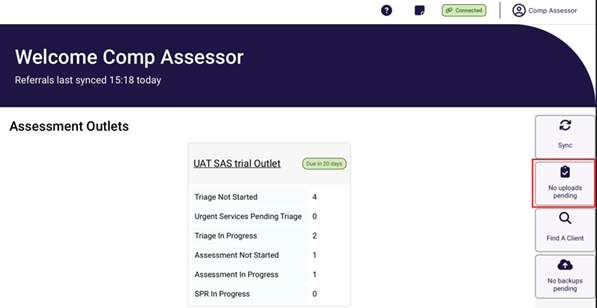 Connected
Comp Assessor
Welcome Comp Assessor
Referrals last synced 15:18 today
Assessment Outlets
UAT SAS trial Outlet
Due in 20 days
Triage Not Started 4
Urgent Services Pending Triage 0
Triage In Progress 2
Assessment Not Started 1
Assessment In Progress 1
SPR In Progress 0
Sync
No uploads
pending
Find A Client
No backups
pending